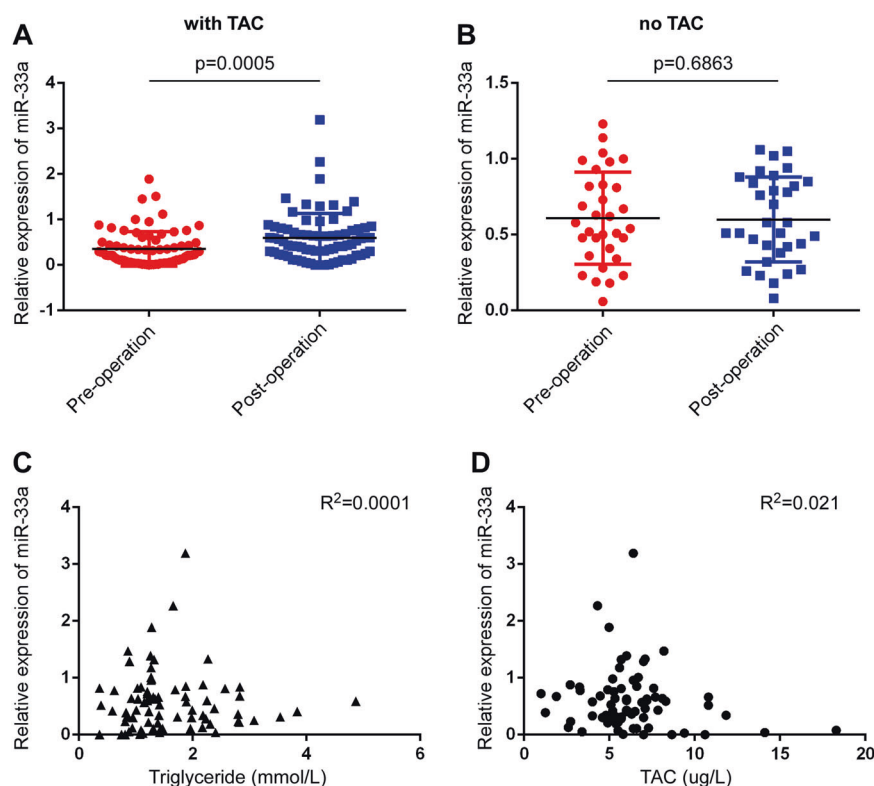 A
with TAC
p=0.0005
Relative expression of miR-33a
4
3
2
1
0
-1
Pre-operation
Post-operation
B
no TAC
p=0.6863
Relative expression of miR-33a
1.5
1.0
0.5
0.0
Pre-operation
Post-operation
C
R²=0.0001
Relative expression of miR-33a
4
3
2
1
0
0 2 4 6
Triglyceride (mmol/L)
D
R²=0.021
Relative expression of miR-33a
4
3
2
1
0
0 5 10 15 20
TAC (ug/L)